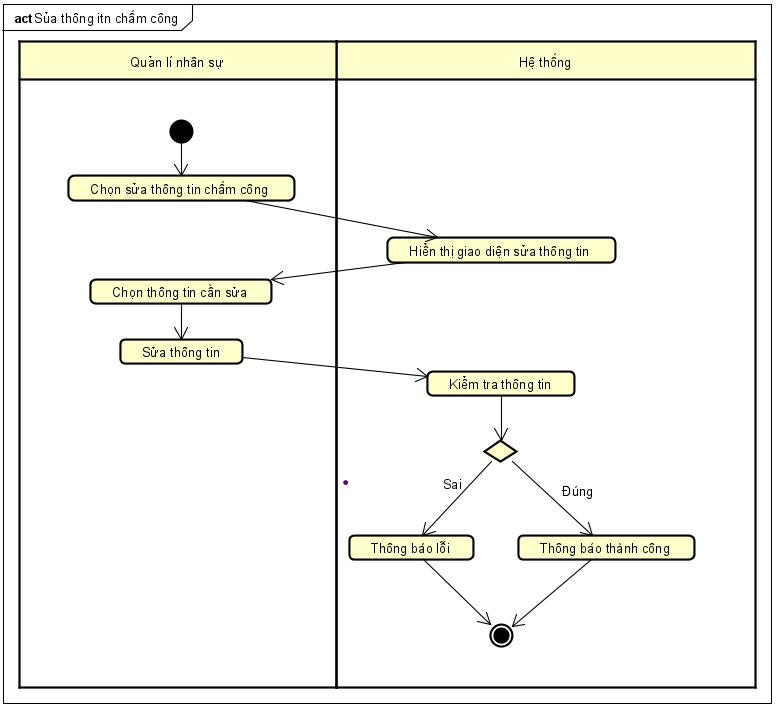 act Sủa thông itn chấm công
Quản lí nhân sự
Hệ thống
Chọn sửa thông tin chấm công
Hiển thị giao diện sửa thông tin
Chọn thông tin cần sửa
Sửa thông tin
Kiểm tra thông tin
Sai
Đúng
Thông báo lỗi
Thông báo thành công